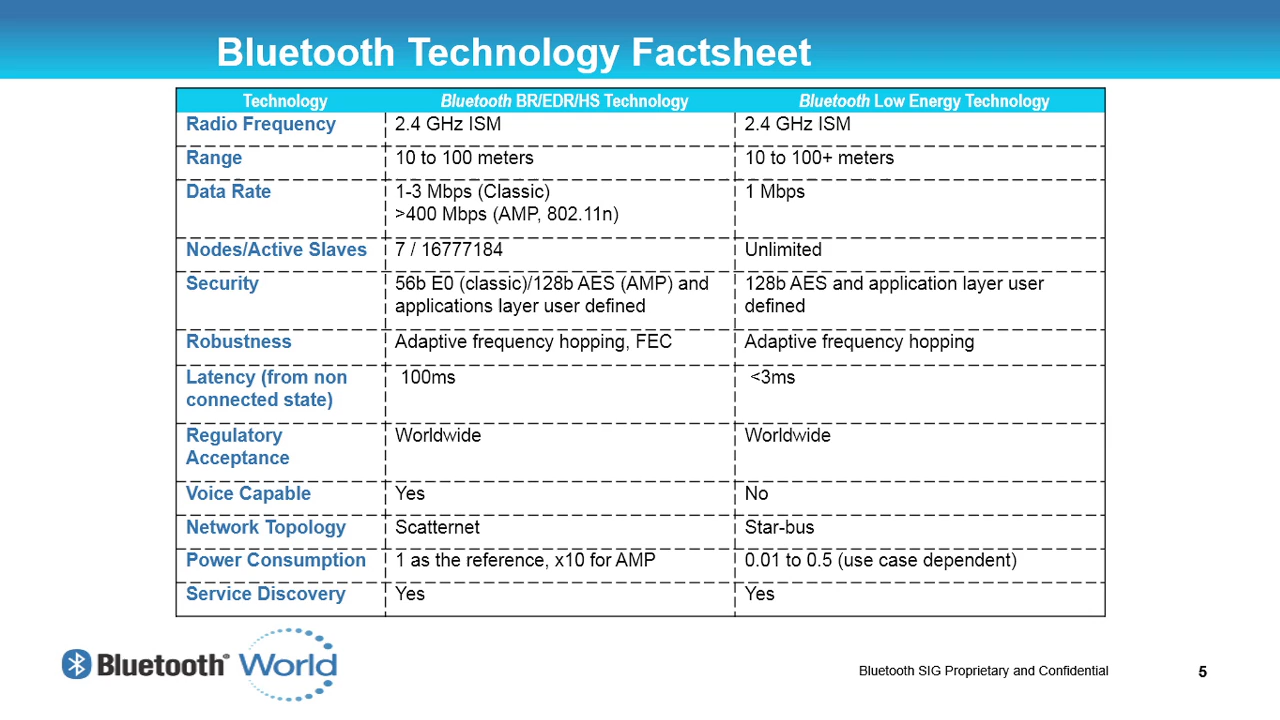 Bluetooth Technology Factsheet
Technology Bluetooth BR/EDR/HS Technology Bluetooth Low Energy Technology
Radio Frequency 2.4 GHz ISM 2.4 GHz ISM
Range 10 to 100 meters 10 to 100+ meters
Data Rate 1-3 Mbps (Classic) 1 Mbps
>400 Mbps (AMP, 802.11n)
Nodes/Active Slaves 7 / 16777184 Unlimited
Security 56b E0 (classic)/128b AES (AMP) and 128b AES and application layer user
applications layer user defined defined
Robustness Adaptive frequency hopping, FEC Adaptive frequency hopping
Latency (from non 100ms <3ms
connected state)
Regulatory Worldwide Worldwide
Acceptance
Voice Capable Yes No
Network Topology Scatternet Star-bus
Power Consumption 1 as the reference, x10 for AMP 0.01 to 0.5 (use case dependent)
Service Discovery Yes Yes
Bluetooth® World
Bluetooth SIG Proprietary and Confidential 5